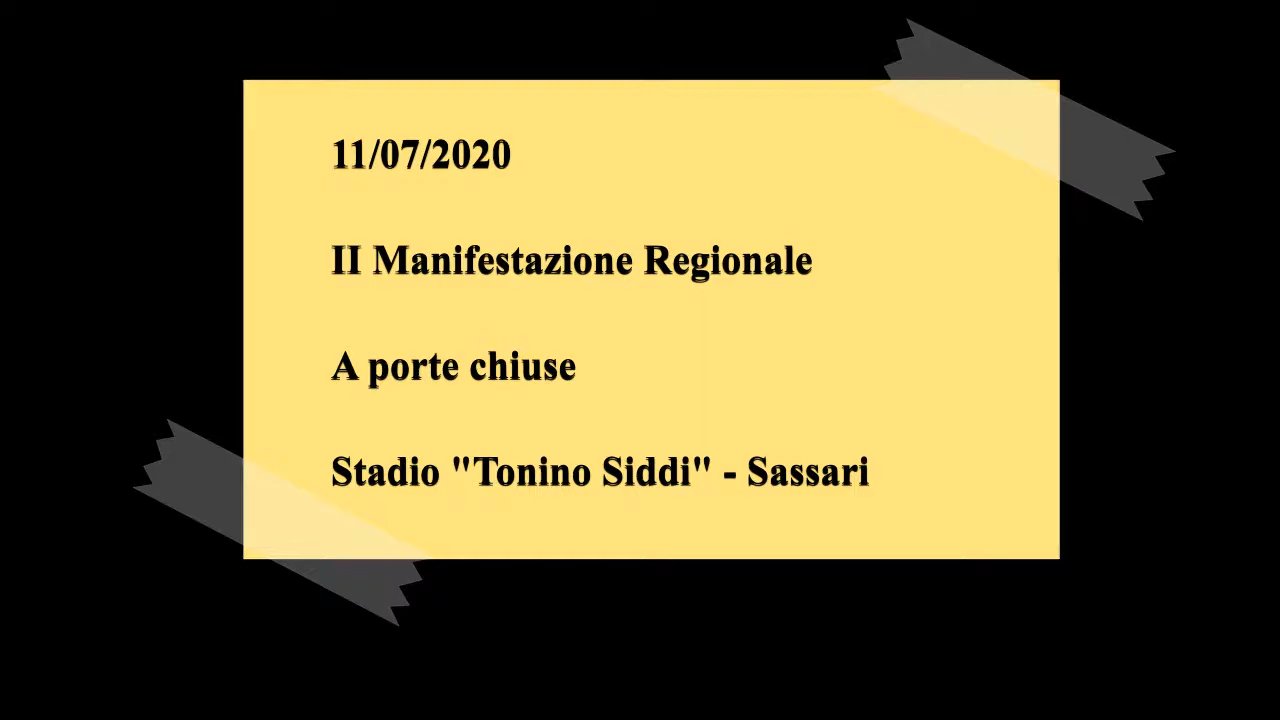 11/07/2020
II Manifestazione Regionale
A porte chiuse
Stadio "Tonino Siddi" - Sassari